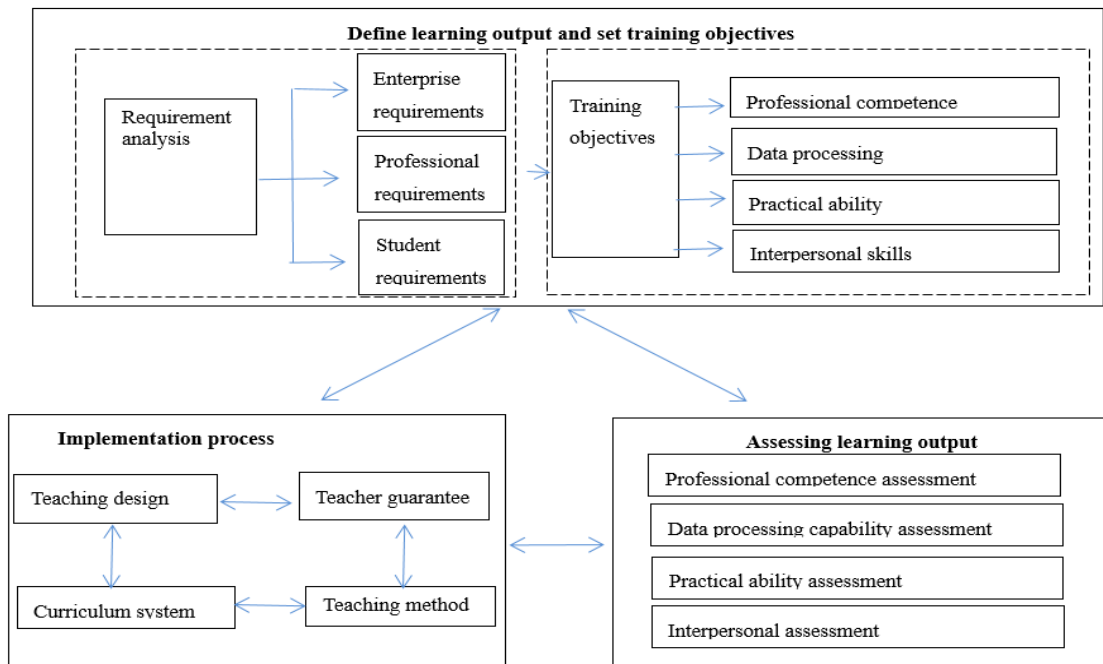 Define learning output and set training objectives
Requirement
analysis
Enterprise
requirements
Professional
requirements
Student
requirements
Training
objectives
Professional competence
Data processing
Practical ability
Interpersonal skills
Implementation process
Teaching design
Teacher guarantee
Curriculum system
Teaching method
Assessing learning output
Professional competence assessment
Data processing capability assessment
Practical ability assessment
Interpersonal assessment